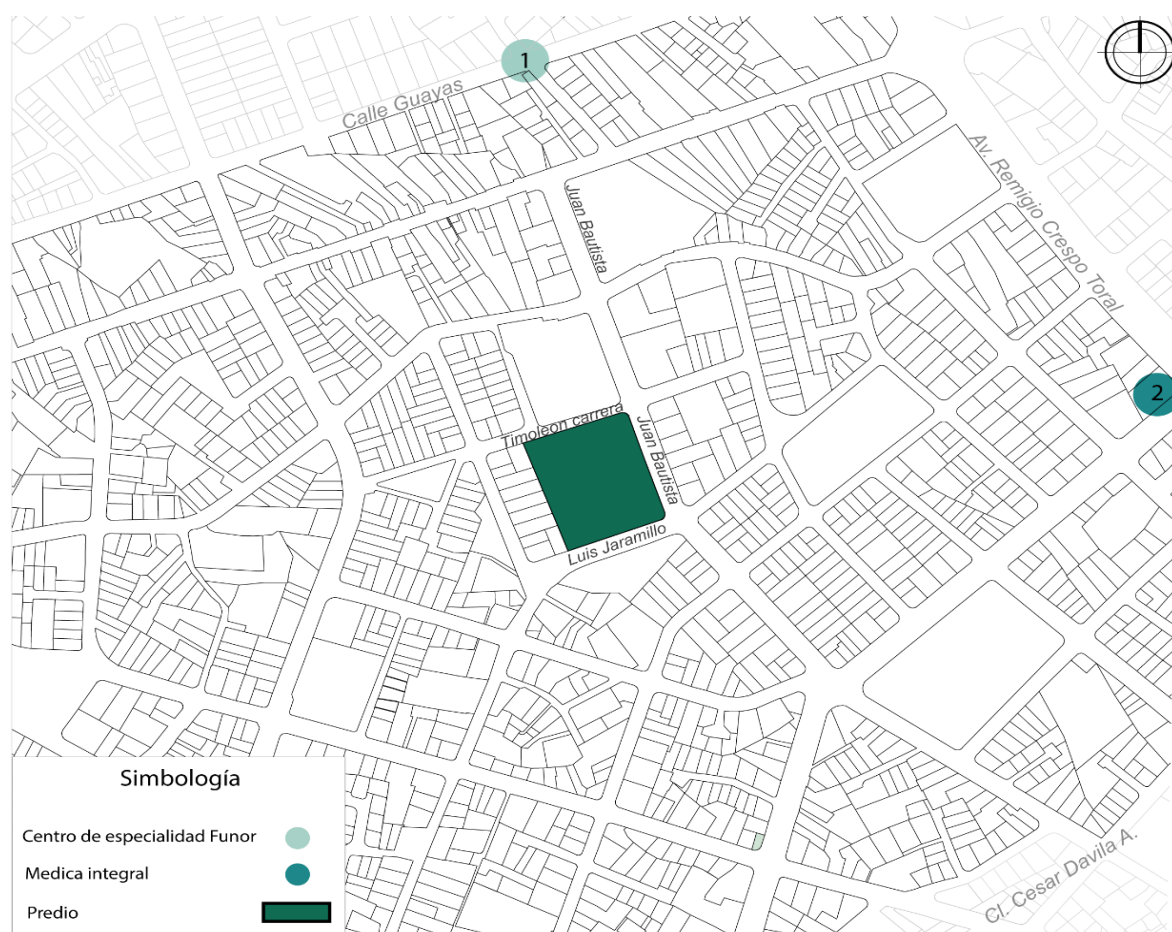 1
Calle Guayas
Av. Remigio Crespo Toral
Juan Bautista
2
Timoleon carrera
Juan Bautista
Luis Jaramillo
Simbología
Centro de especialidad Funor
Medica integral
Predio
Cl. Cesar Davila A.